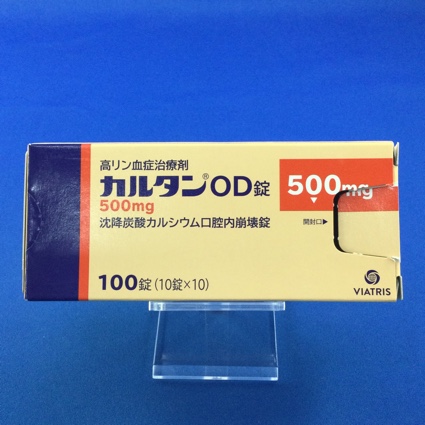 高リン血症治療剤
カルタン®OD錠
500mg
500mg
沈降炭酸カルシウム口腔内崩壊錠
開封口▶
100錠(10錠×10)
VIATRIS